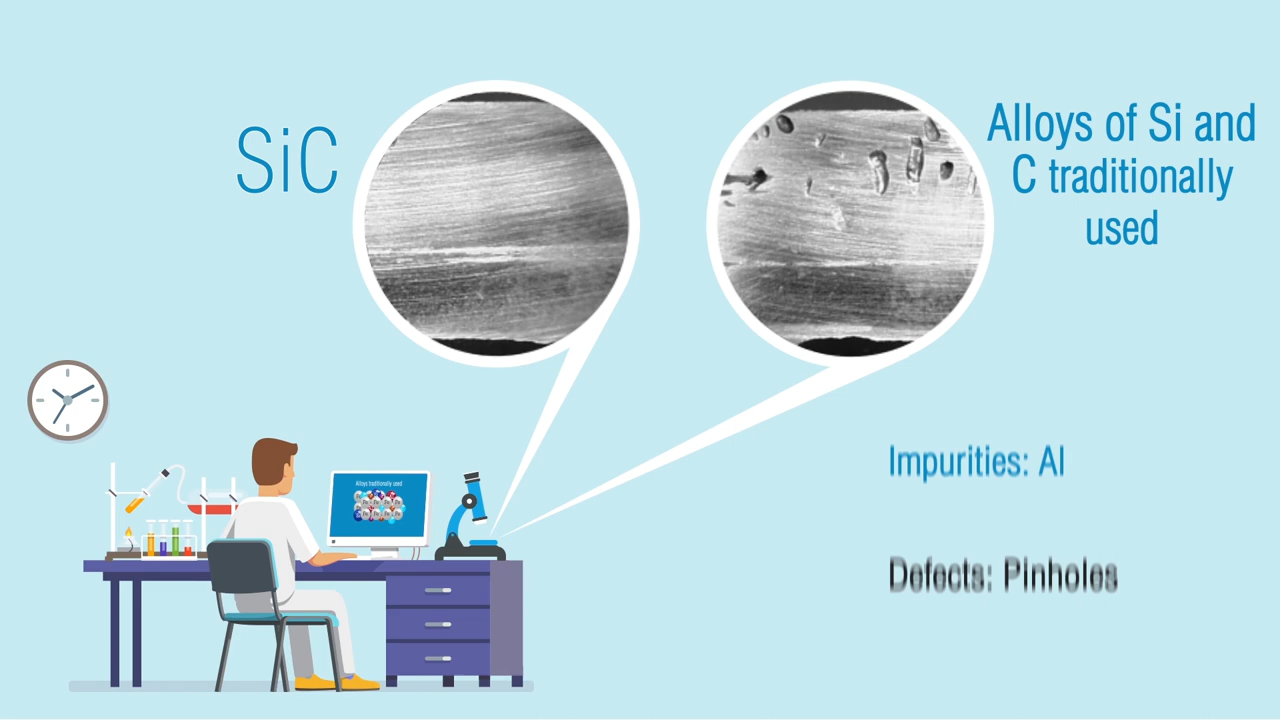 SiC
Alloys of Si and
C traditionally
used
Impurities: Al
Defects: Pinholes
Alloys traditionally used